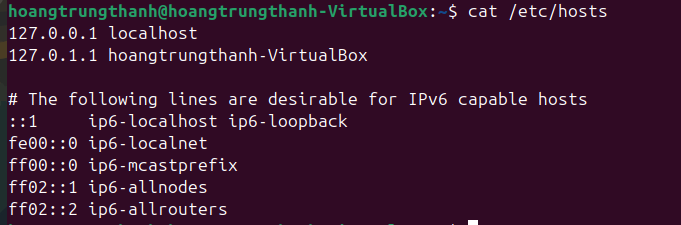 hoangtrungthanh@hoangtrungthanh-VirtualBox:~$ cat /etc/hosts
127.0.0.1 localhost
127.0.1.1 hoangtrungthanh-VirtualBox
# The following lines are desirable for IPv6 capable hosts
::1     ip6-localhost ip6-loopback
fe00::0 ip6-localnet
ff00::0 ip6-mcastprefix
ff02::1 ip6-allnodes
ff02::2 ip6-allrouters